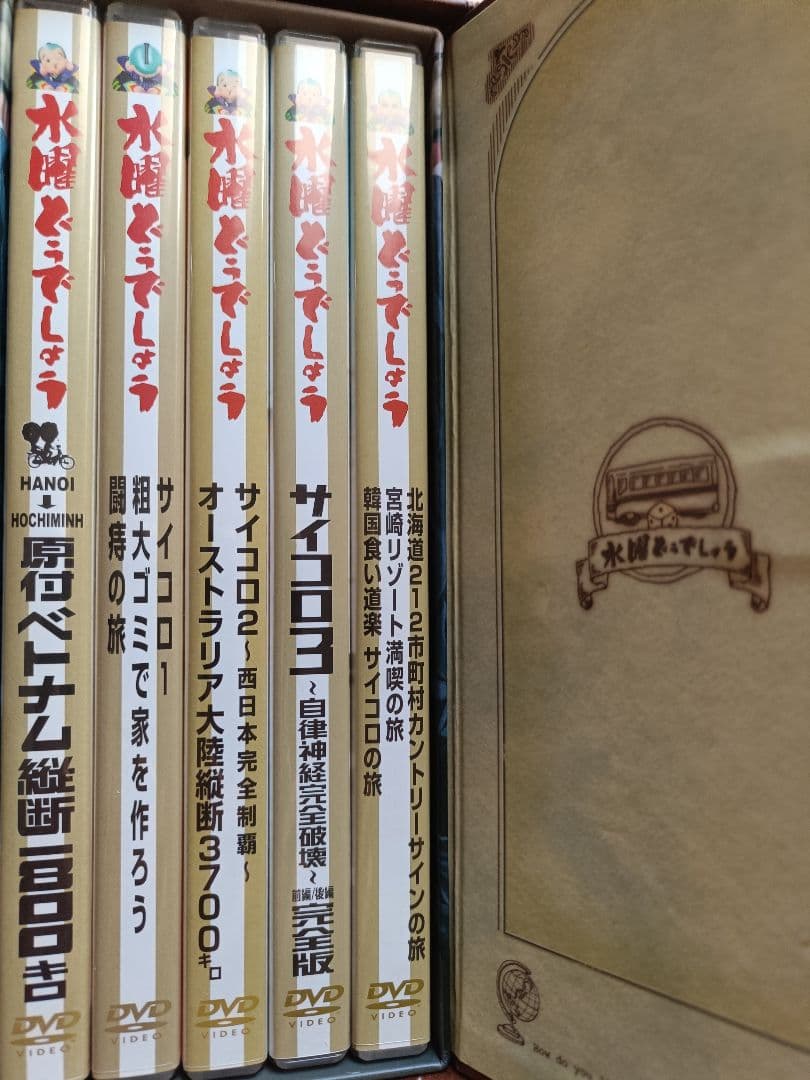 水曜どうでしょう
HANOI
HOCHIMINH
原付ベトナム縦断1800キロ
DVD
VIDEO
水曜どうでしょう
サイコロ1
粗大ゴミで家を作ろう
闘痔の旅
DVD
VIDEO
水曜どうでしょう
サイコロ2〜西日本完全制覇〜
オーストラリア大陸縦断3700キロ
DVD
VIDEO
水曜どうでしょう
サイコロ3
〜自律神経完全破壊〜
前編/後編
完全版
DVD
VIDEO
水曜どうでしょう
北海道212市町村カントリーサインの旅
宮崎リゾート満喫の旅
韓国食い道楽サイコロの旅
DVD
VIDEO
水曜どうでしょう
How do you